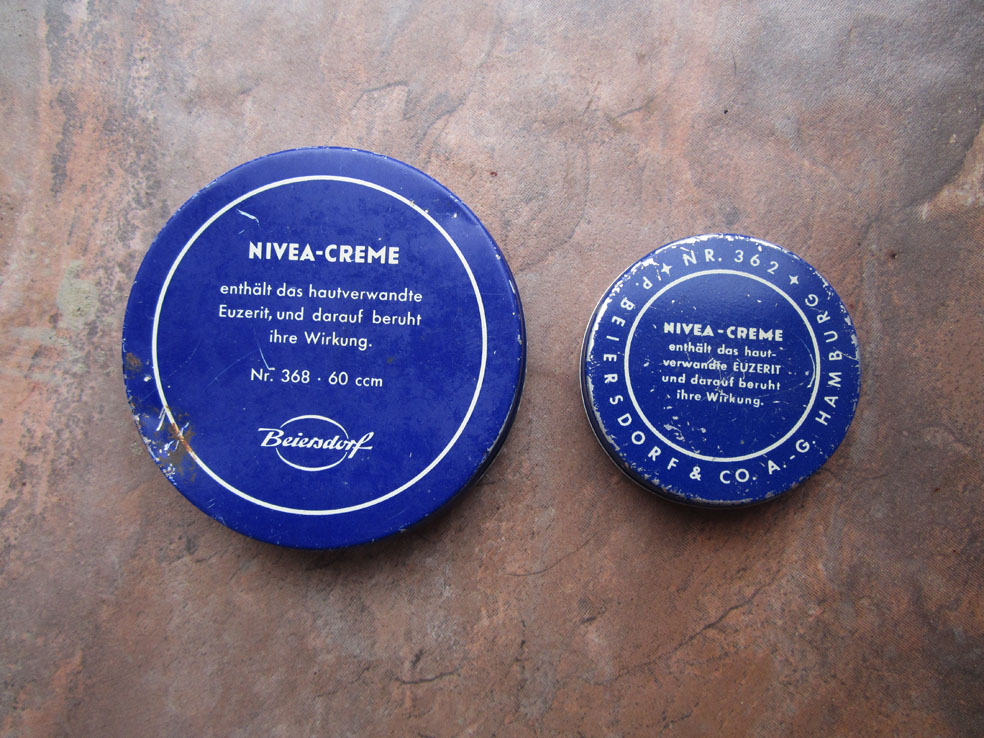 NIVEA-CREME
enthält das hautverwandte
Euzerit, und darauf beruht
ihre Wirkung.
Nr. 368 · 60 ccm
Beiersdorf
✦ NR. 362 ✦
P. BEIERSDORF & CO. A.-G. HAMBURG
NIVEA-CREME
enthält das haut-
verwandte EUZERIT
und darauf beruht
ihre Wirkung.